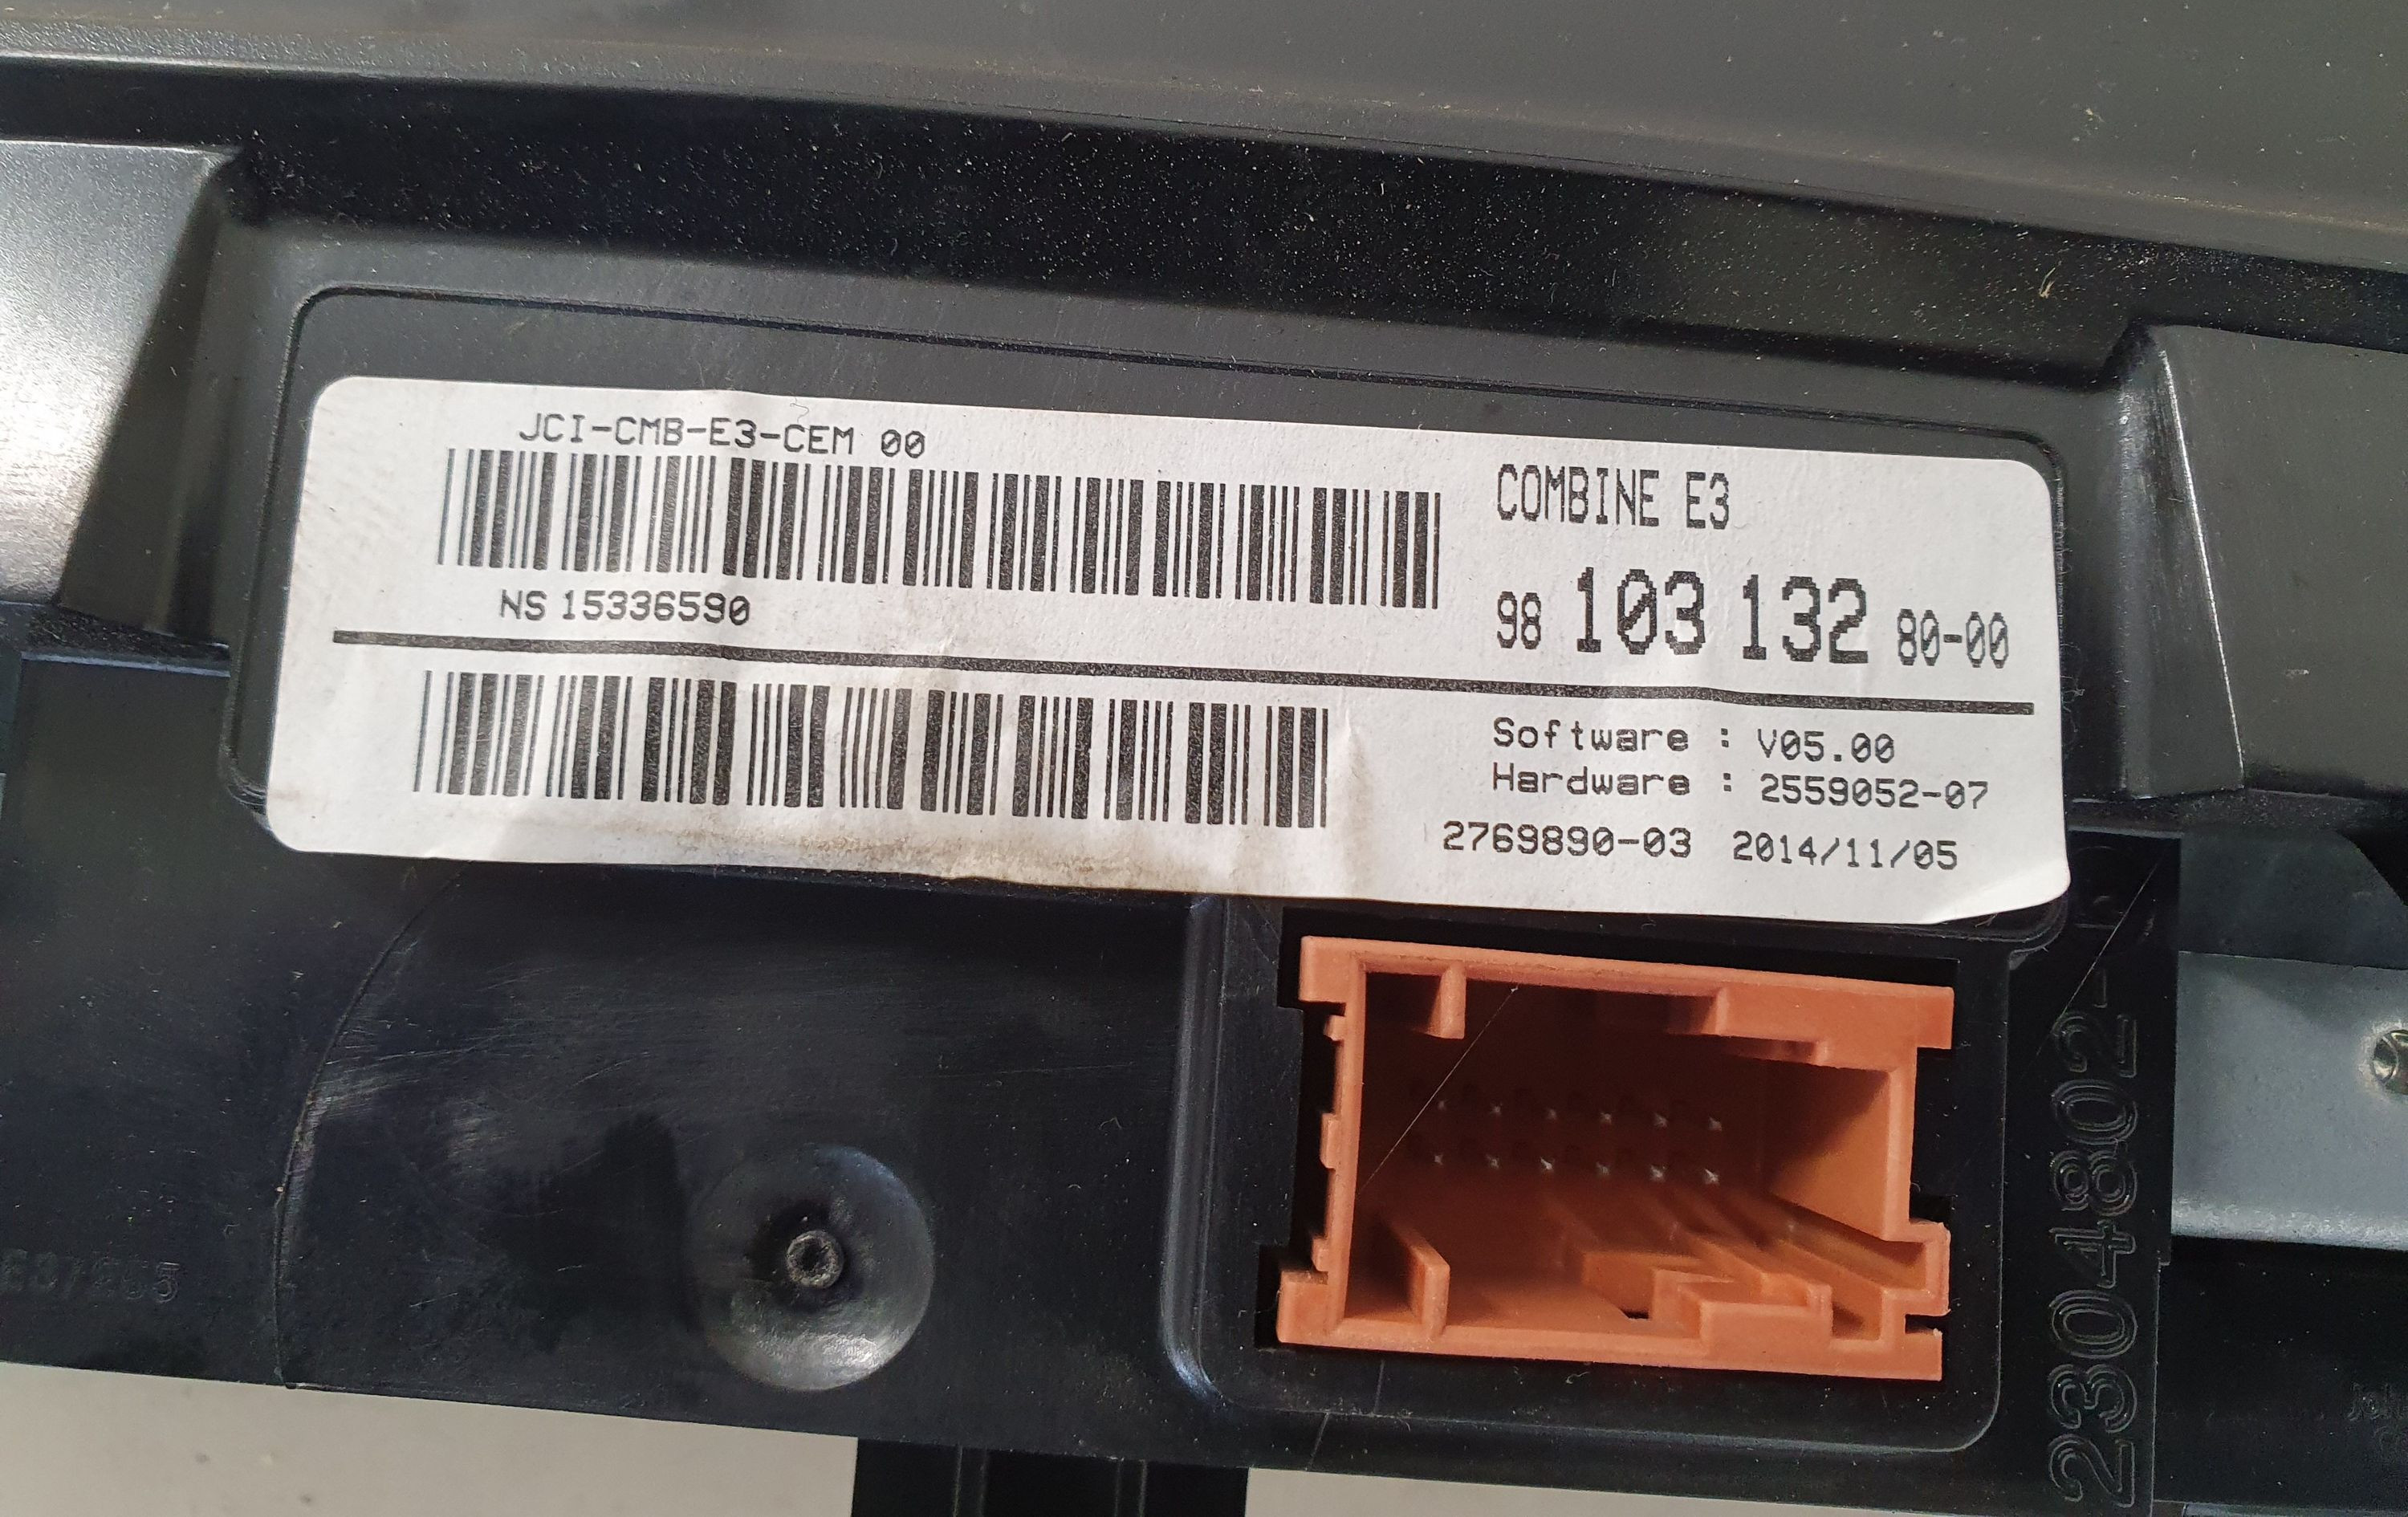 JCI-CMB-E3-CEM 00
COMBINE E3
98 103 132 80-00
NS 15336590
Software : V05.00
Hardware : 2559052-07
2769890-03 2014/11/05
2304802-